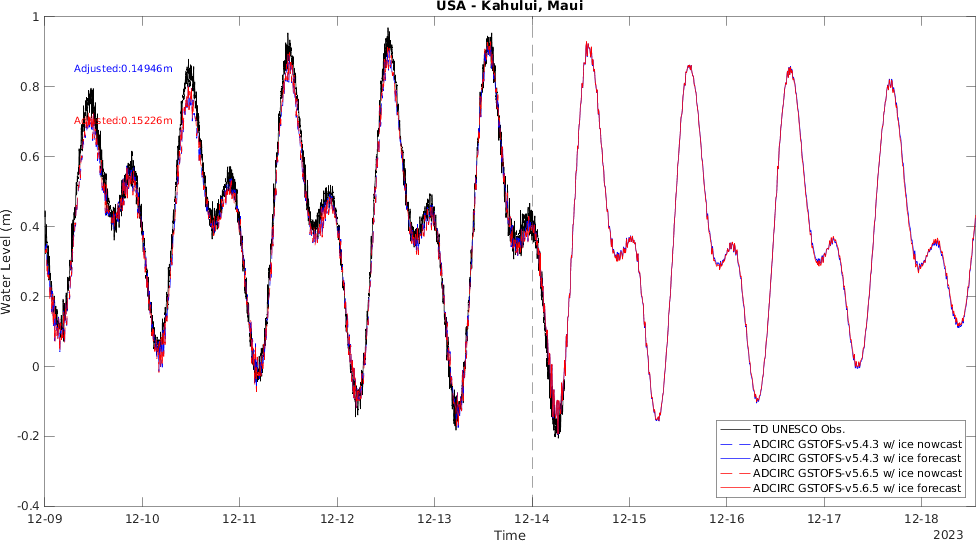 USA - Kahului, Maui
Water Level (m)
1
0.8
0.6
0.4
0.2
0
-0.2
-0.4
Adjusted:0.14946m
Adjusted:0.15226m
TD UNESCO Obs.
ADCIRC GSTOFS-v5.4.3 w/ ice nowcast
ADCIRC GSTOFS-v5.4.3 w/ ice forecast
ADCIRC GSTOFS-v5.6.5 w/ ice nowcast
ADCIRC GSTOFS-v5.6.5 w/ ice forecast
12-09 12-10 12-11 12-12 12-13 12-14 12-15 12-16 12-17 12-18
Time
2023